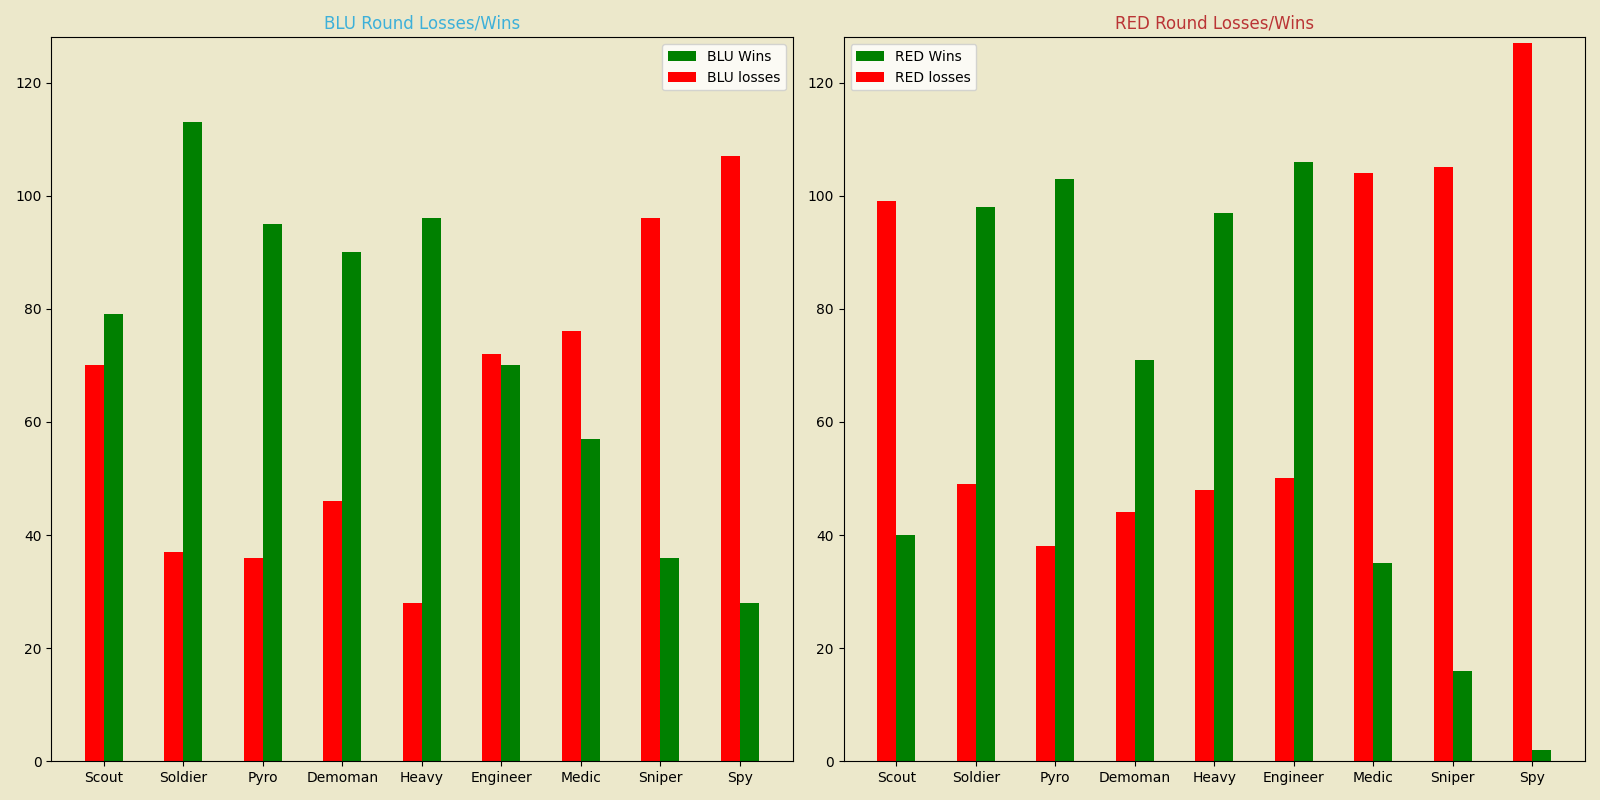 BLU Round Losses/Wins
BLU Wins
BLU losses
120
100
80
60
40
20
0
Scout Soldier Pyro Demoman Heavy Engineer Medic Sniper Spy
RED Round Losses/Wins
RED Wins
RED losses
120
100
80
60
40
20
0
Scout Soldier Pyro Demoman Heavy Engineer Medic Sniper Spy